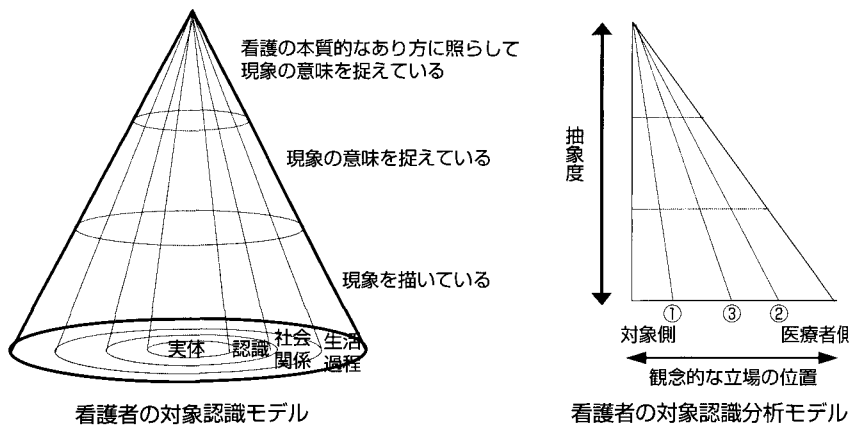 看護の本質的なあり方に照らして
現象の意味を捉えている
現象の意味を捉えている
現象を描いている
実体
認識
社会
関係
生活
過程
看護者の対象認識モデル
抽象度
①
③
②
対象側
医療者側
観念的な立場の位置
看護者の対象認識分析モデル